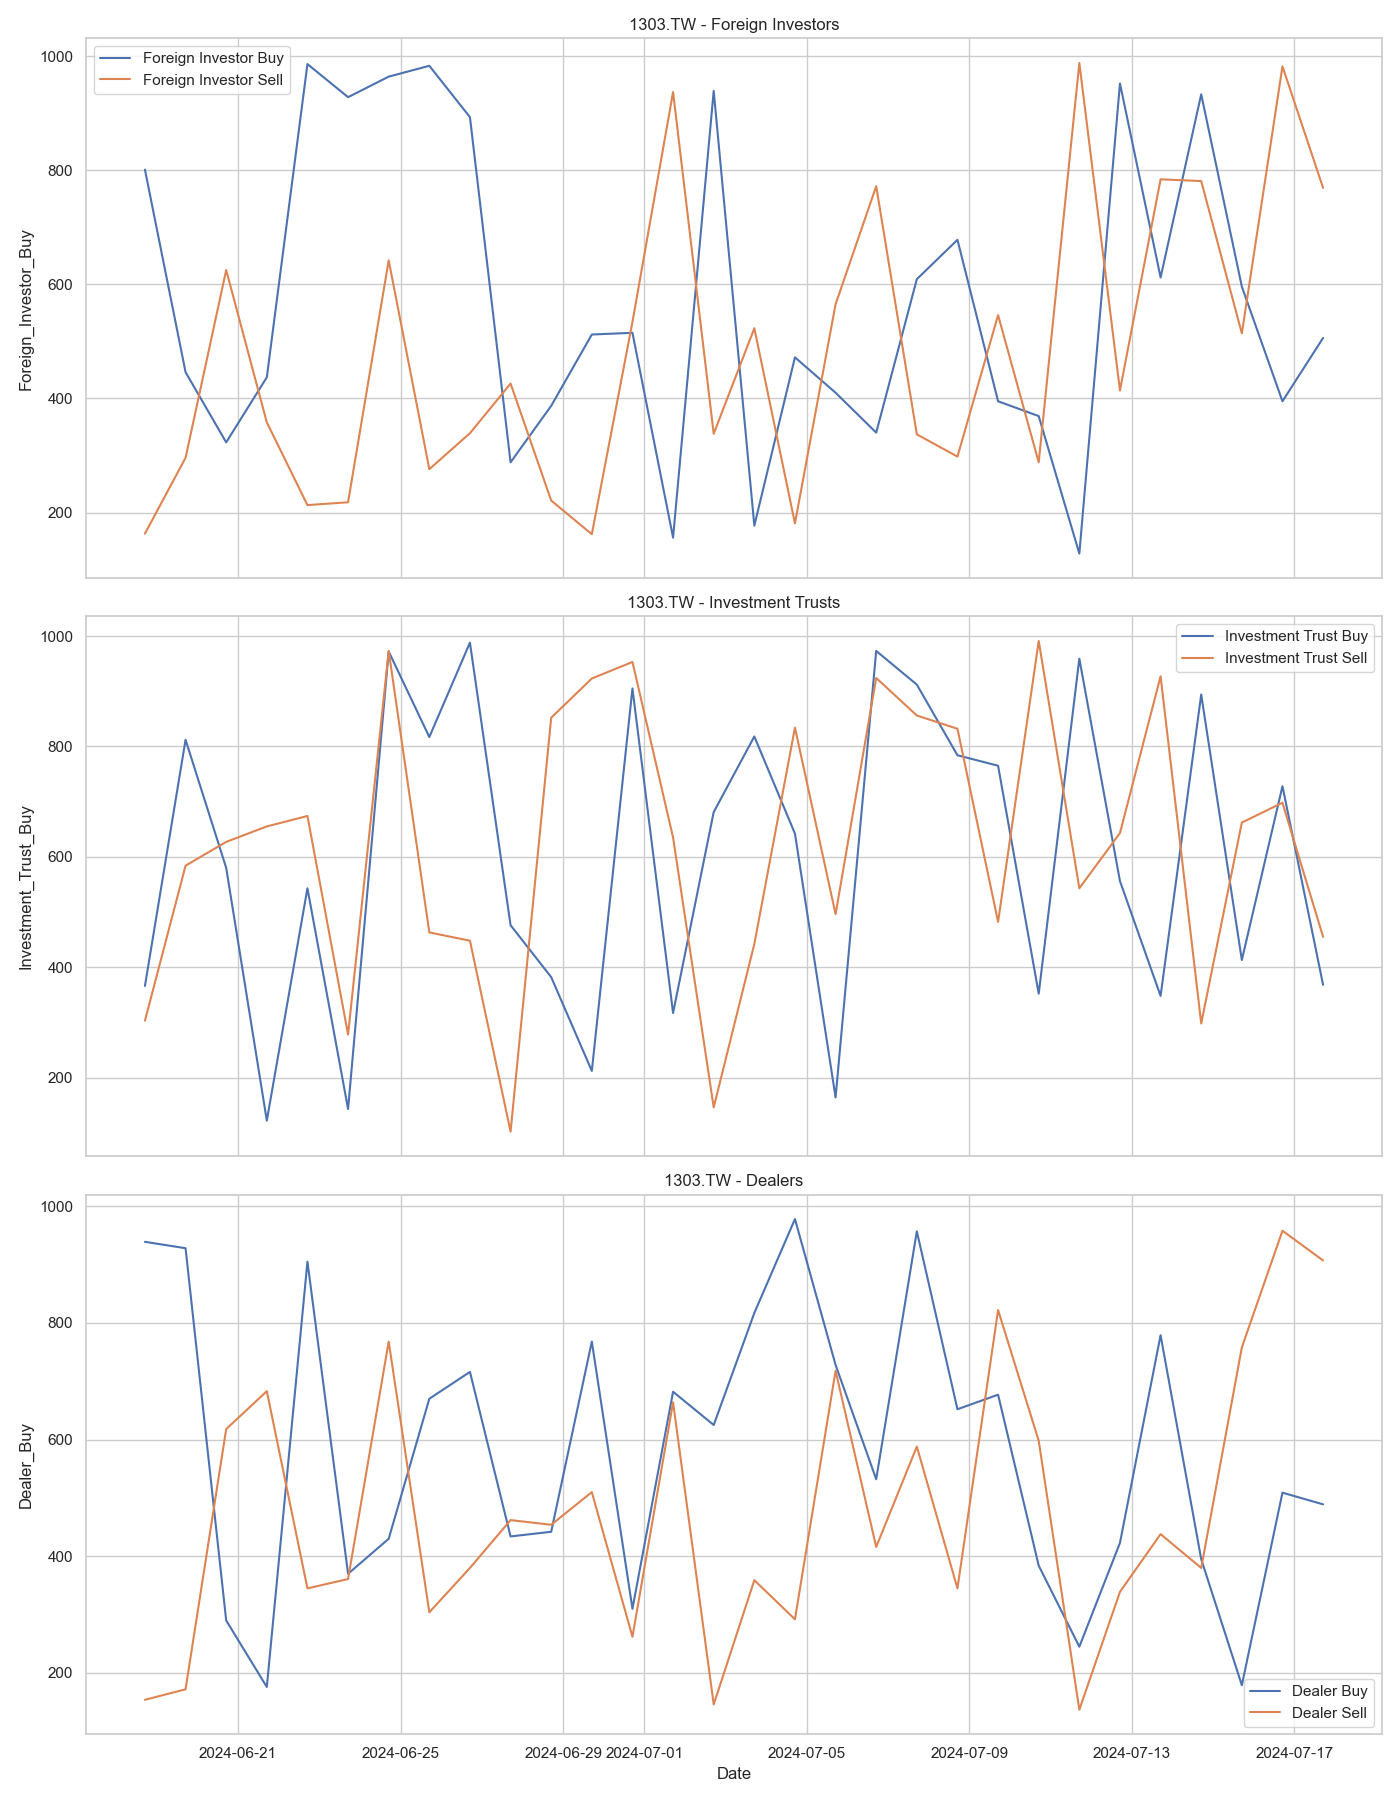 1303.TW - Foreign Investors
Foreign Investor Buy
Foreign Investor Sell
Foreign_Investor_Buy
1000
800
600
400
200
1303.TW - Investment Trusts
Investment Trust Buy
Investment Trust Sell
Investment_Trust_Buy
1000
800
600
400
200
1303.TW - Dealers
Dealer_Buy
1000
800
600
400
200
Dealer Buy
Dealer Sell
2024-06-21 2024-06-25 2024-06-29 2024-07-01 2024-07-05 2024-07-09 2024-07-13 2024-07-17
Date